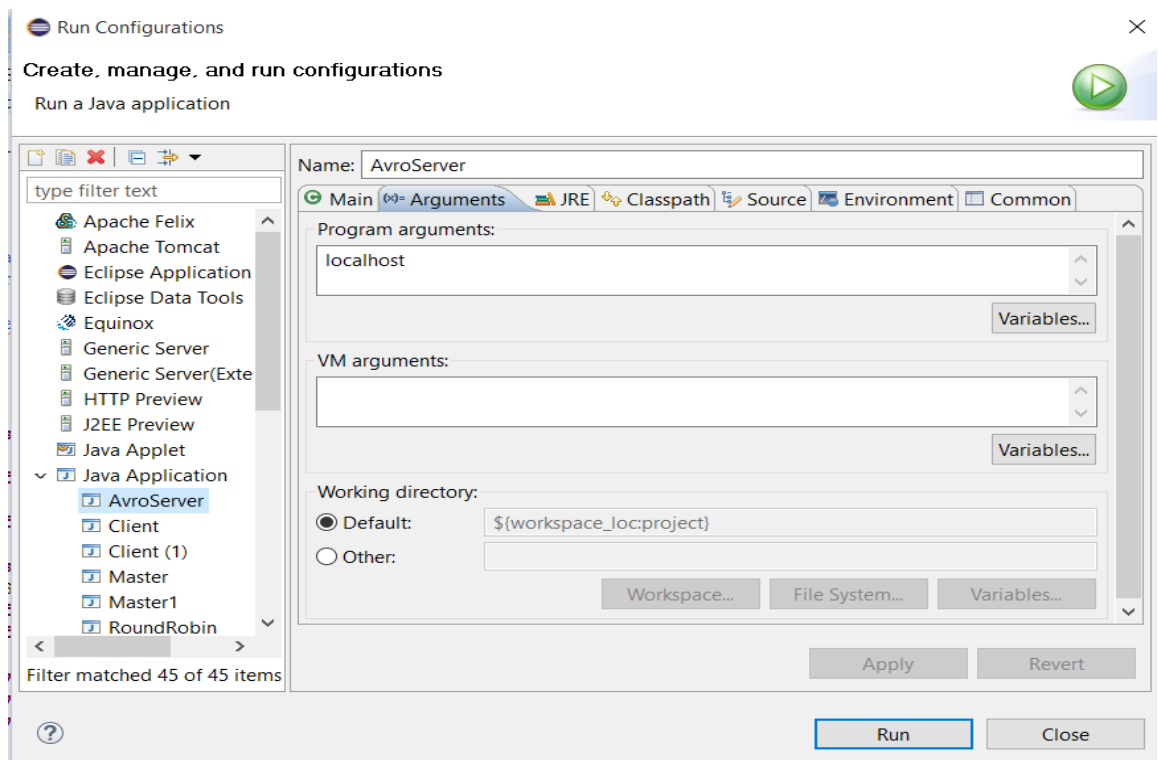 Run Configurations
Create, manage, and run configurations
Run a Java application
type filter text
Apache Felix
Apache Tomcat
Eclipse Application
Eclipse Data Tools
Equinox
Generic Server
Generic Server(Exte
HTTP Preview
J2EE Preview
Java Applet
Java Application
AvroServer
Client
Client (1)
Master
Master1
RoundRobin
Filter matched 45 of 45 items
Name: AvroServer
Main (x)= Arguments JRE Classpath Source Environment Common
Program arguments:
localhost
Variables...
VM arguments:
Variables...
Working directory:
Default: ${workspace_loc:project}
Other:
Workspace... File System... Variables...
Apply Revert
Run Close